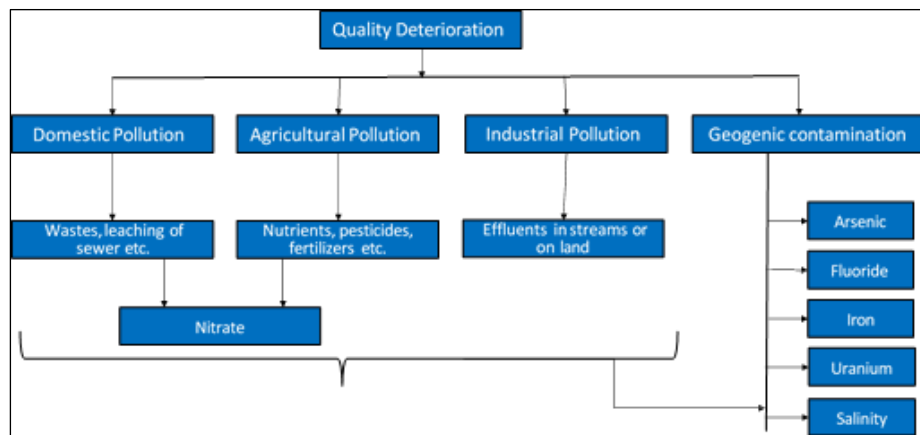 Quality Deterioration
Domestic Pollution
Agricultural Pollution
Industrial Pollution
Geogenic contamination
Wastes, leaching of
sewer etc.
Nutrients, pesticides,
fertilizers etc.
Effluents in streams or
on land
Nitrate
Arsenic
Fluoride
Iron
Uranium
Salinity